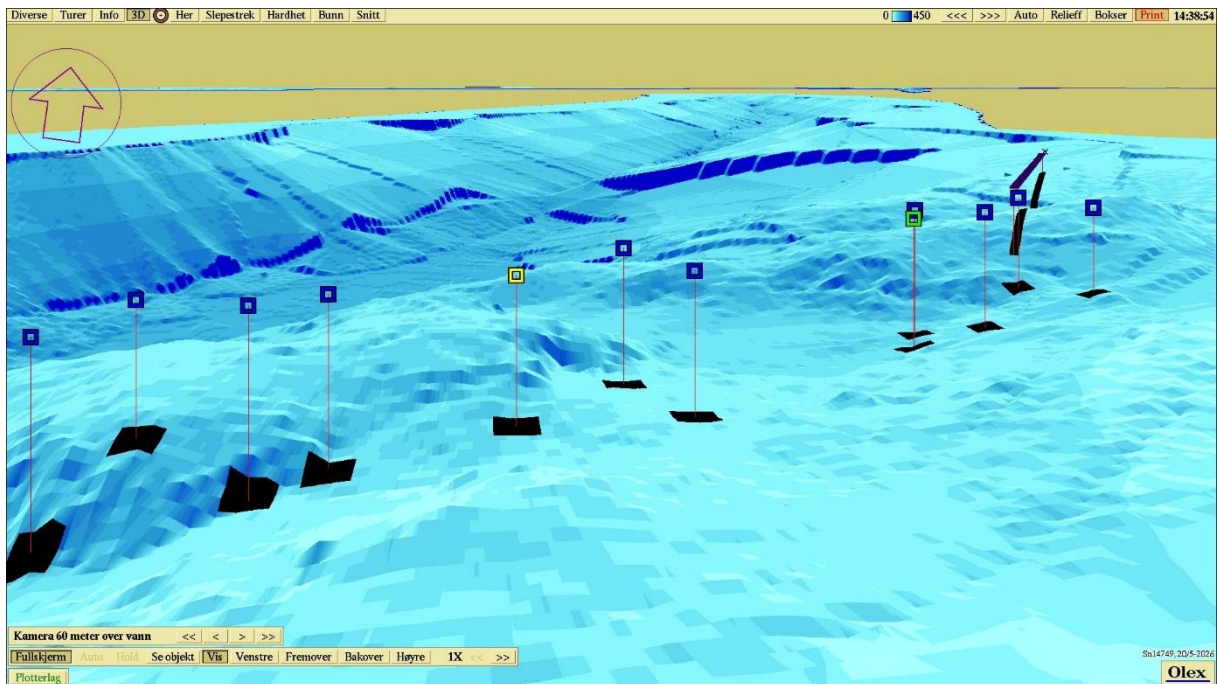 Diverse Turer Info 3D Her Slepestrek Hardhet Bunn Snitt 0 450 <<< >>> Auto Relieff Bokser Print 14:38:54
Kamera 60 meter over vann << < > >>
Fullskjerm Auto Hold Se objekt Vis Venstre Fremover Bakover Høyre 1X << >>
Sn14749, 20/5-2026
Plotterlag
Olex